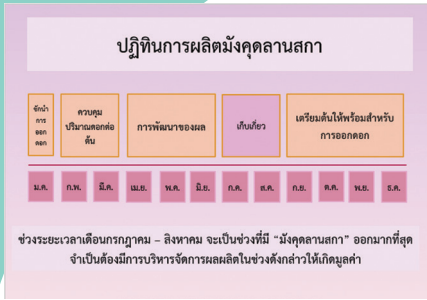 ปฏิทินการผลิตมังคุดลานสกา
ชักนำ
การ
ออก
ดอก
ควบคุม
ปริมาณดอกต่อ
ต้น
การพัฒนาของผล
เก็บเกี่ยว
เตรียมต้นให้พร้อมสำหรับ
การออกดอก
ม.ค. ก.พ. มี.ค. เม.ย. พ.ค. มิ.ย. ก.ค. ส.ค. ก.ย. ต.ค. พ.ย. ธ.ค.
ช่วงระยะเวลาเดือนกรกฎาคม – สิงหาคม จะเป็นช่วงที่มี “มังคุดลานสกา” ออกมากที่สุด
จำเป็นต้องมีการบริหารจัดการผลผลิตในช่วงดังกล่าวให้เกิดมูลค่า